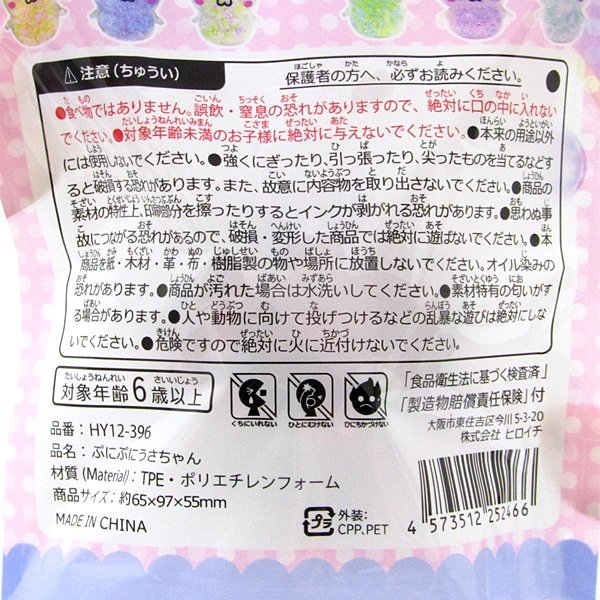 注意（ちゅうい） 保護者の方へ、必ずお読みください。
●食べ物ではありません。誤飲・窒息の恐れがありますので、絶対に口の中に入れない
でください。●対象年齢未満のお子様に絶対に与えないでください。●本来の用途以外
には使用しないでください。●強くにぎったり、引っ張ったり、尖ったものを当てるなどす
ると破損する恐れがあります。また、故意に内容物を取り出さないでください。●商品の
素材の特性上、印刷部分を擦ったりするとインクが剥がれる恐れがあります。●思わぬ事
故につながる恐れがあるので、破損・変形した商品では絶対に遊ばないでください。●本
商品を紙・木材・革・布・樹脂製の物や場所に放置しないでください。オイル染みの
恐れがあります。●商品が汚れた場合は水洗いしてください。●素材特有の匂いがす
る場合があります。●人や動物に向けて投げつけるなどの乱暴な遊びは絶対にしな
いでください。●危険ですので絶対に火に近付けないでください。
対象年齢6歳以上
くちにいれない ひとにむけない ひにちかづけない
「食品衛生法に基づく検査済」
「製造物賠償責任保険」付
大阪市東住吉区今川5-3-20
株式会社 ヒロイチ
品番：HY12-396
品名：ぷにぷにうさちゃん
材質（Material）：TPE・ポリエチレンフォーム
商品サイズ：約65×97×55mm
MADE IN CHINA
プラ 外装：CPP.PET
4 573512 252466